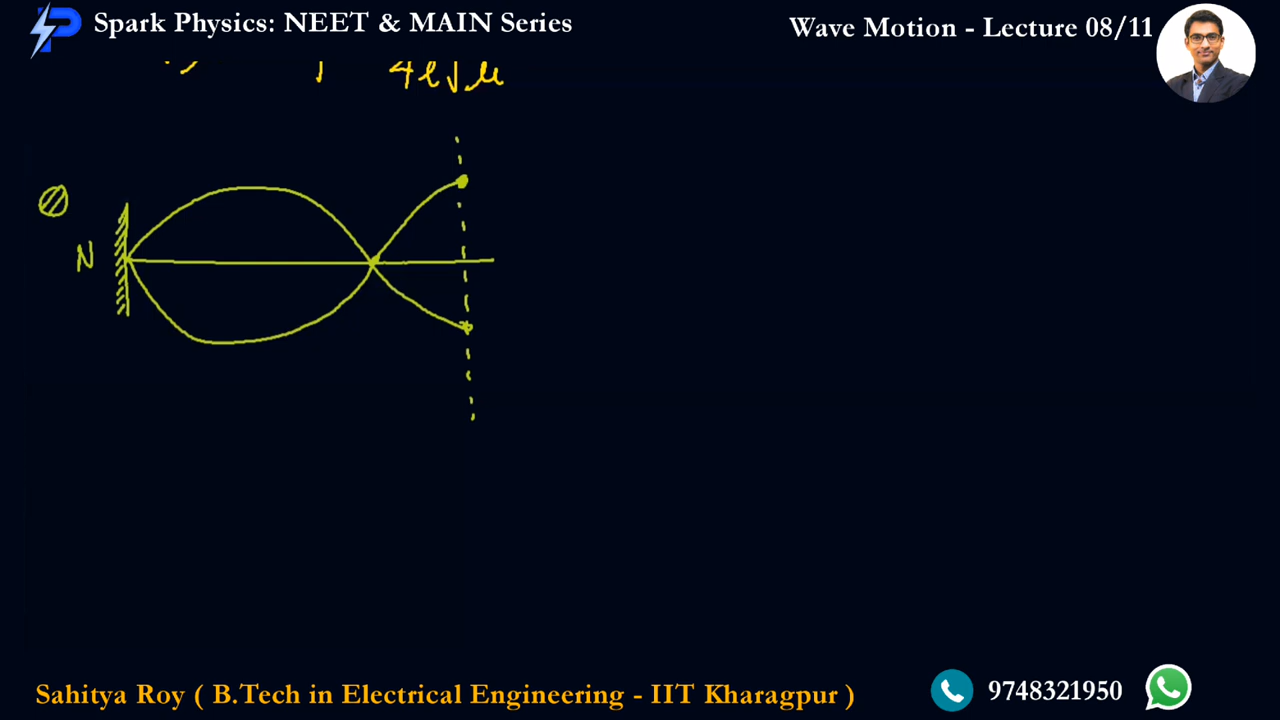 Spark Physics: NEET & MAIN Series
Wave Motion - Lecture 08/11
4l √μ
N
Sahitya Roy ( B.Tech in Electrical Engineering - IIT Kharagpur )
9748321950